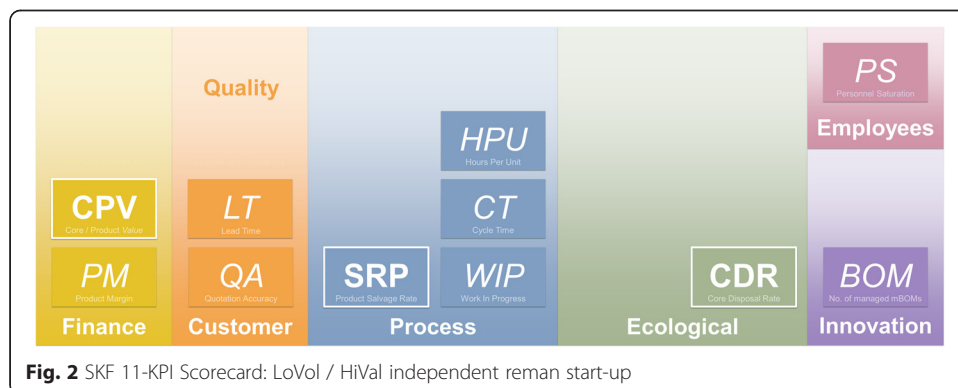 Quality
PS
Personnel Saturation
Employees
HPU
Hours Per Unit
CPV
Core / Product Value
LT
Lead Time
CT
Cycle Time
PM
Product Margin
QA
Quotation Accuracy
SRP
Product Salvage Rate
WIP
Work In Progress
CDR
Core Disposal Rate
BOM
No. of managed mBOMs
Finance
Customer
Process
Ecological
Innovation
Fig. 2 SKF 11-KPI Scorecard: LoVol / HiVal independent reman start-up